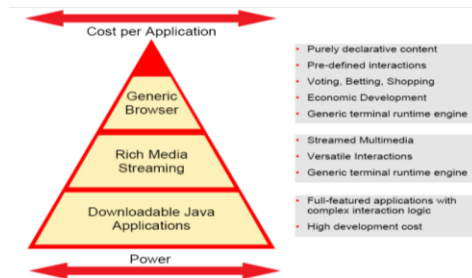 Cost per Application
Generic
Browser
Rich Media
Streaming
Downloadable Java
Applications
Power
• Purely declarative content
• Pre-defined interactions
• Voting, Betting, Shopping
• Economic Development
• Generic terminal runtime engine
• Streamed Multimedia
• Versatile Interactions
• Generic terminal runtime engine
• Full-featured applications with
complex interaction logic
• High development cost